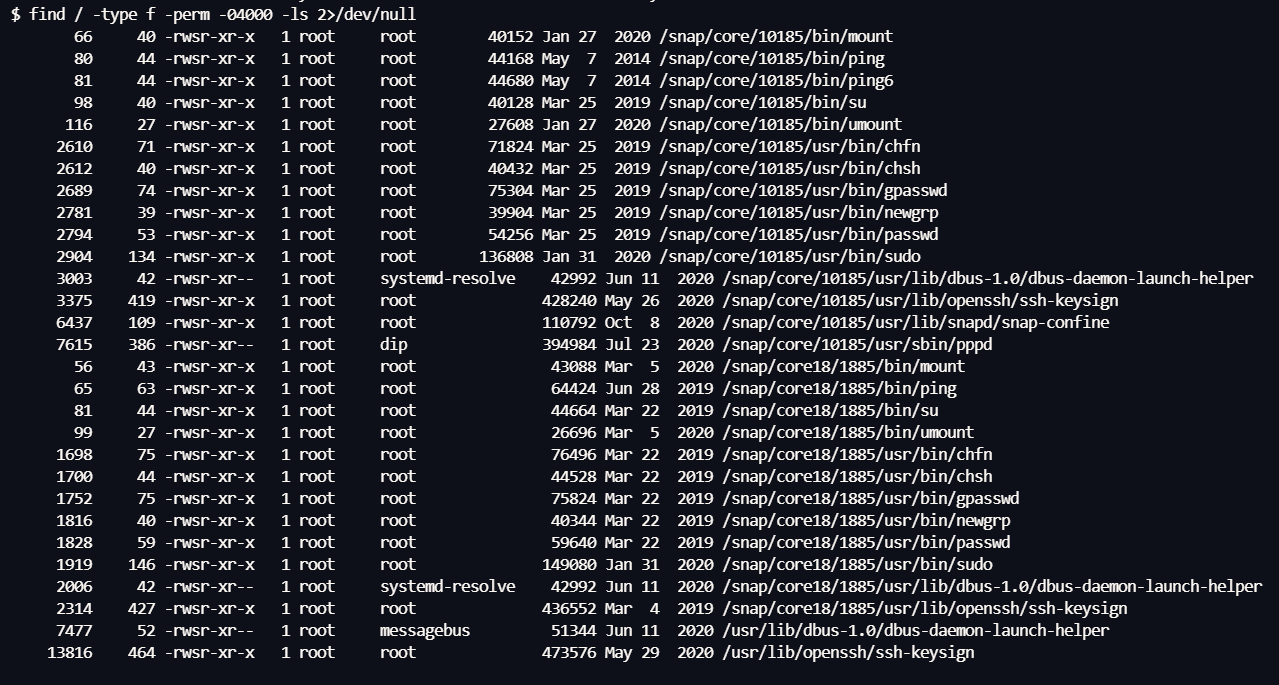 $ find / -type f -perm -04000 -ls 2>/dev/null
66 40 -rwsr-xr-x 1 root root 40152 Jan 27 2020 /snap/core/10185/bin/mount
80 44 -rwsr-xr-x 1 root root 44168 May 7 2014 /snap/core/10185/bin/ping
81 44 -rwsr-xr-x 1 root root 44680 May 7 2014 /snap/core/10185/bin/ping6
98 40 -rwsr-xr-x 1 root root 40128 Mar 25 2019 /snap/core/10185/bin/su
116 27 -rwsr-xr-x 1 root root 27608 Jan 27 2020 /snap/core/10185/bin/umount
2610 71 -rwsr-xr-x 1 root root 71824 Mar 25 2019 /snap/core/10185/usr/bin/chfn
2612 40 -rwsr-xr-x 1 root root 40432 Mar 25 2019 /snap/core/10185/usr/bin/chsh
2689 74 -rwsr-xr-x 1 root root 75304 Mar 25 2019 /snap/core/10185/usr/bin/gpasswd
2781 39 -rwsr-xr-x 1 root root 39904 Mar 25 2019 /snap/core/10185/usr/bin/newgrp
2794 53 -rwsr-xr-x 1 root root 54256 Mar 25 2019 /snap/core/10185/usr/bin/passwd
2904 134 -rwsr-xr-x 1 root root 136808 Jan 31 2020 /snap/core/10185/usr/bin/sudo
3003 42 -rwsr-xr-- 1 root systemd-resolve 42992 Jun 11 2020 /snap/core/10185/usr/lib/dbus-1.0/dbus-daemon-launch-helper
3375 419 -rwsr-xr-x 1 root root 428240 May 26 2020 /snap/core/10185/usr/lib/openssh/ssh-keysign
6437 109 -rwsr-xr-x 1 root root 110792 Oct 8 2020 /snap/core/10185/usr/lib/snapd/snap-confine
7615 386 -rwsr-xr-- 1 root dip 394984 Jul 23 2020 /snap/core/10185/usr/sbin/pppd
56 43 -rwsr-xr-x 1 root root 43088 Mar 5 2020 /snap/core18/1885/bin/mount
65 63 -rwsr-xr-x 1 root root 64424 Jun 28 2019 /snap/core18/1885/bin/ping
81 44 -rwsr-xr-x 1 root root 44664 Mar 22 2019 /snap/core18/1885/bin/su
99 27 -rwsr-xr-x 1 root root 26696 Mar 5 2020 /snap/core18/1885/bin/umount
1698 75 -rwsr-xr-x 1 root root 76496 Mar 22 2019 /snap/core18/1885/usr/bin/chfn
1700 44 -rwsr-xr-x 1 root root 44528 Mar 22 2019 /snap/core18/1885/usr/bin/chsh
1752 75 -rwsr-xr-x 1 root root 75824 Mar 22 2019 /snap/core18/1885/usr/bin/gpasswd
1816 40 -rwsr-xr-x 1 root root 40344 Mar 22 2019 /snap/core18/1885/usr/bin/newgrp
1828 59 -rwsr-xr-x 1 root root 59640 Mar 22 2019 /snap/core18/1885/usr/bin/passwd
1919 146 -rwsr-xr-x 1 root root 149080 Jan 31 2020 /snap/core18/1885/usr/bin/sudo
2006 42 -rwsr-xr-- 1 root systemd-resolve 42992 Jun 11 2020 /snap/core18/1885/usr/lib/dbus-1.0/dbus-daemon-launch-helper
2314 427 -rwsr-xr-x 1 root root 436552 Mar 4 2019 /snap/core18/1885/usr/lib/openssh/ssh-keysign
7477 52 -rwsr-xr-- 1 root messagebus 51344 Jun 11 2020 /usr/lib/dbus-1.0/dbus-daemon-launch-helper
13816 464 -rwsr-xr-x 1 root root 473576 May 29 2020 /usr/lib/openssh/ssh-keysign